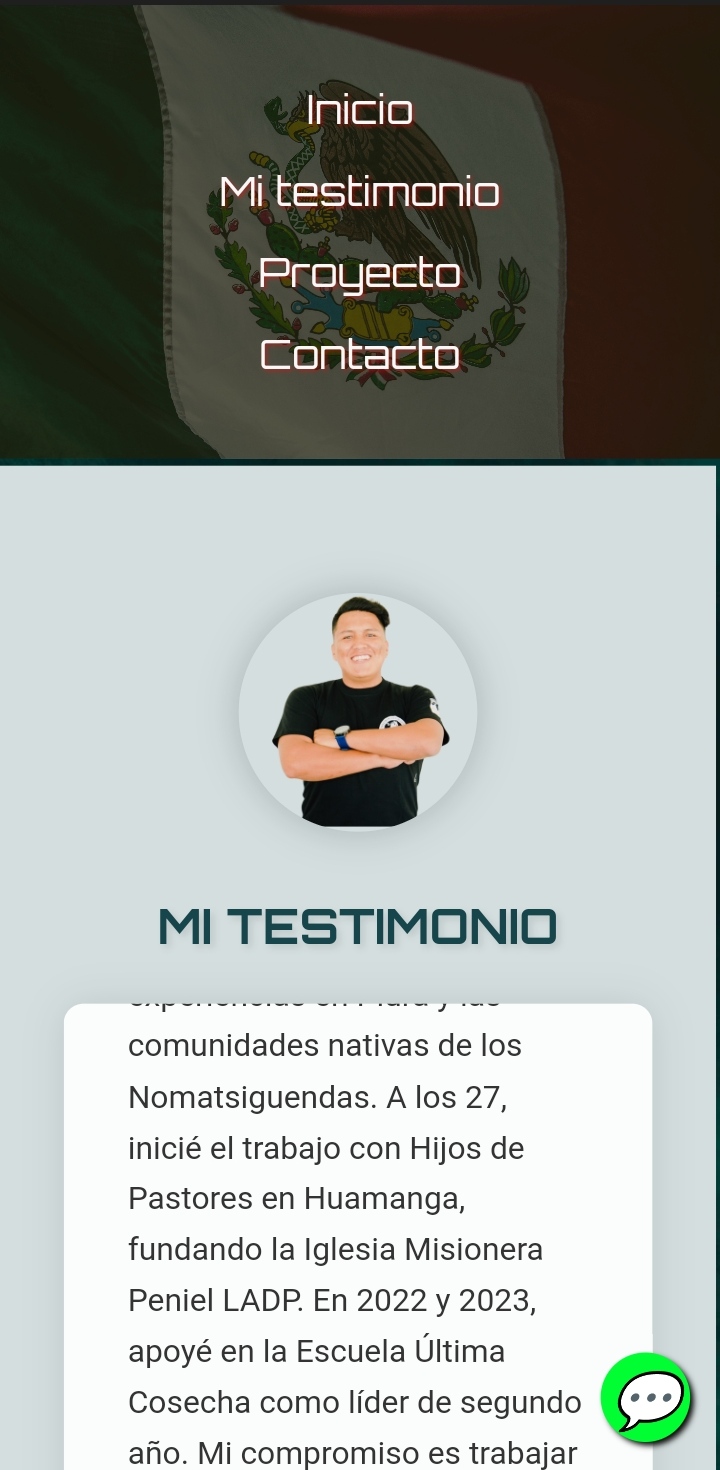 Inicio
Mi testimonio
Proyecto
Contacto
MI TESTIMONIO
comunidades nativas de los
Nomatsiguendas. A los 27,
inicié el trabajo con Hijos de
Pastores en Huamanga,
fundando la Iglesia Misionera
Peniel LADP. En 2022 y 2023,
apoyé en la Escuela Última
Cosecha como líder de segundo
año. Mi compromiso es trabajar